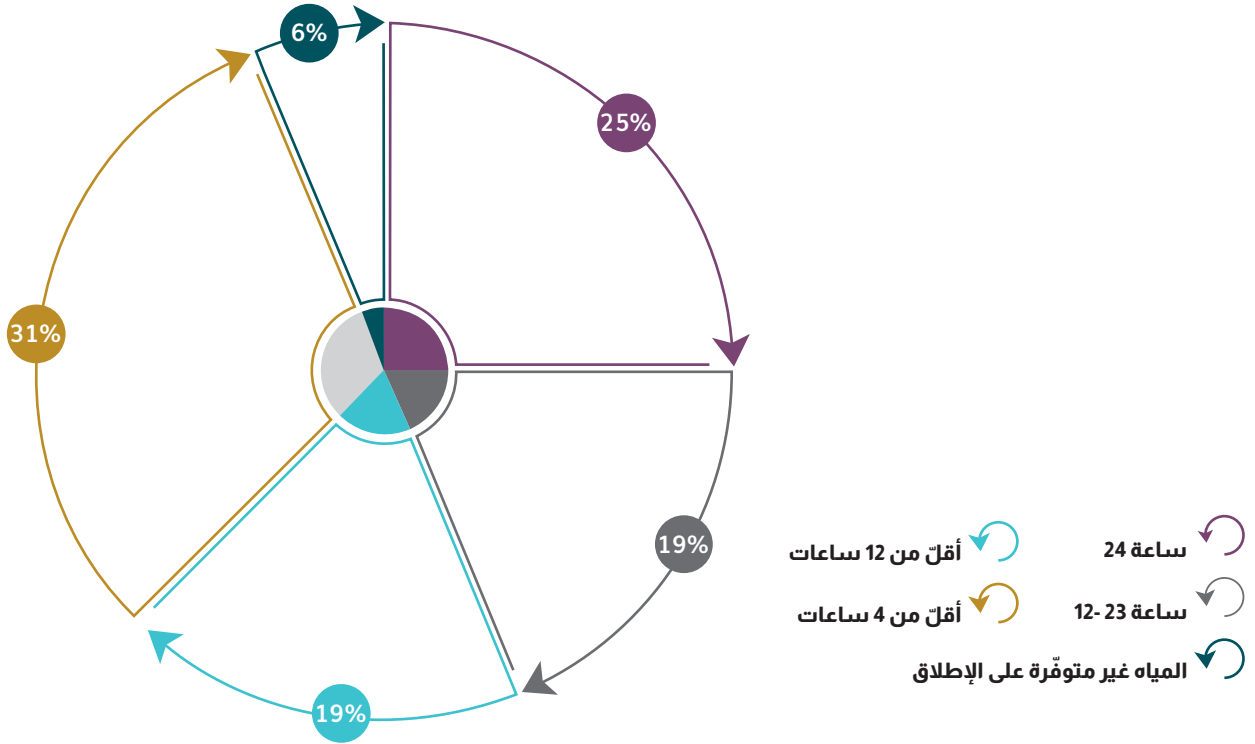 6%
25%
31%
19%
19%
ساعة 24
أقلّ من 12 ساعات
ساعة 23 -12
أقلّ من 4 ساعات
المياه غير متوفّرة على الإطلاق